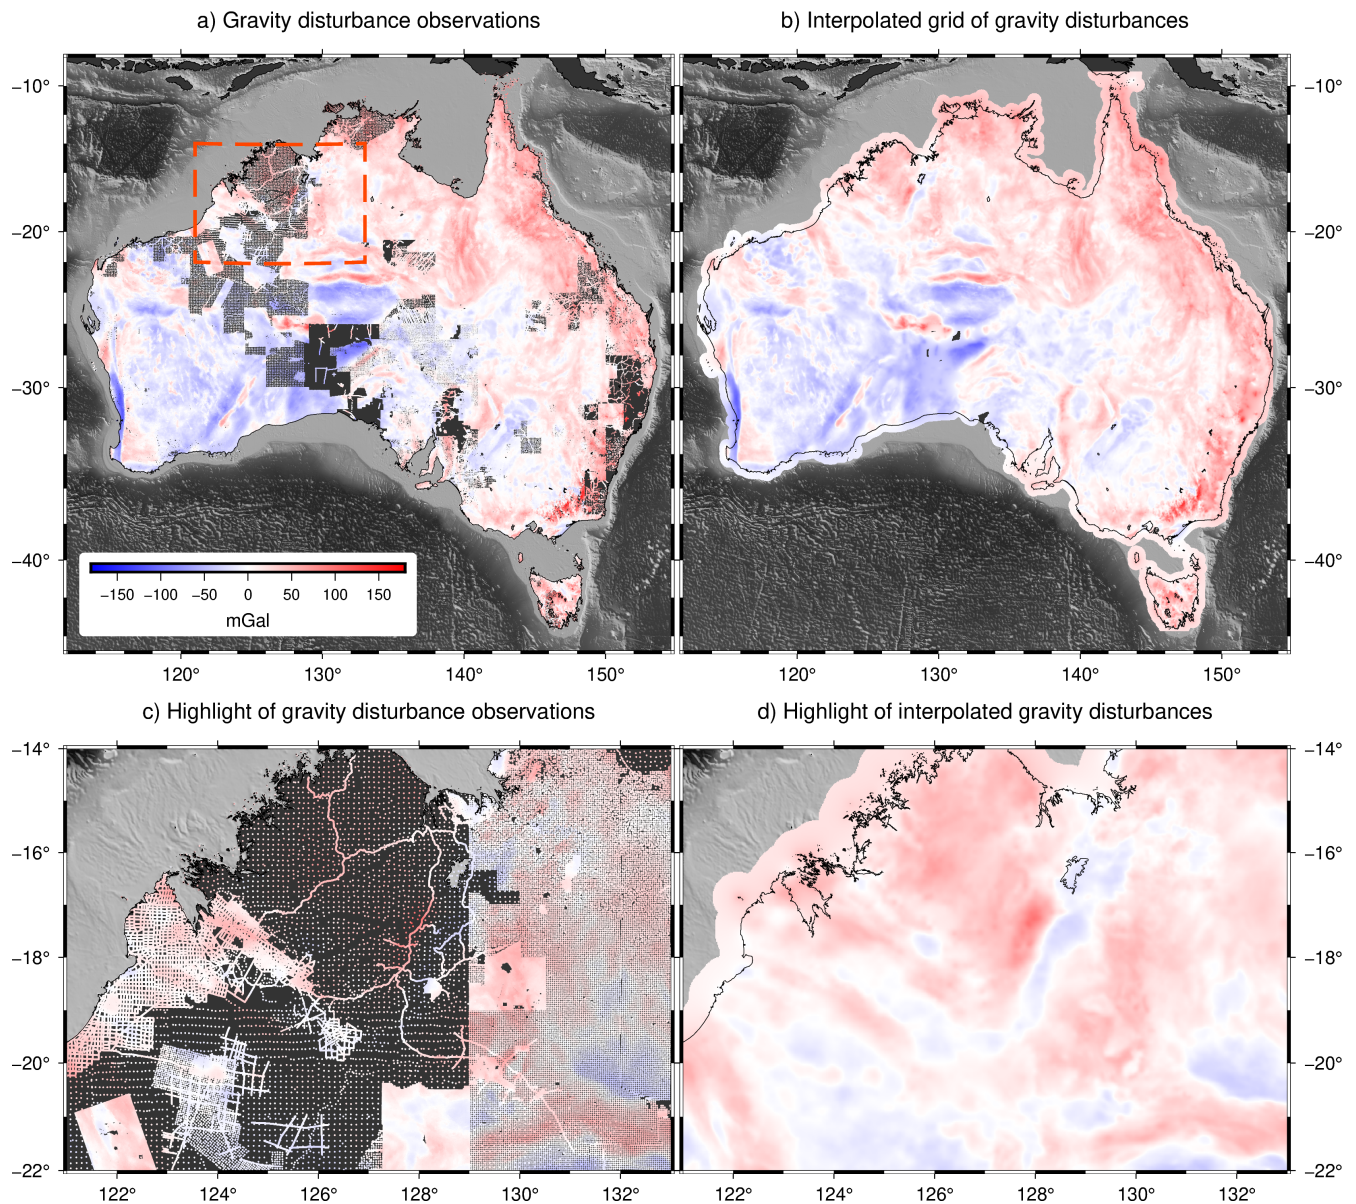 a) Gravity disturbance observations
b) Interpolated grid of gravity disturbances
−10°
−20°
−30°
−40°
−10°
−20°
−30°
−40°
−150 −100 −50 0 50 100 150
mGal
120° 130° 140° 150°
120° 130° 140° 150°
c) Highlight of gravity disturbance observations
d) Highlight of interpolated gravity disturbances
−14°
−16°
−18°
−20°
−22°
−14°
−16°
−18°
−20°
−22°
122° 124° 126° 128° 130° 132°
122° 124° 126° 128° 130° 132°